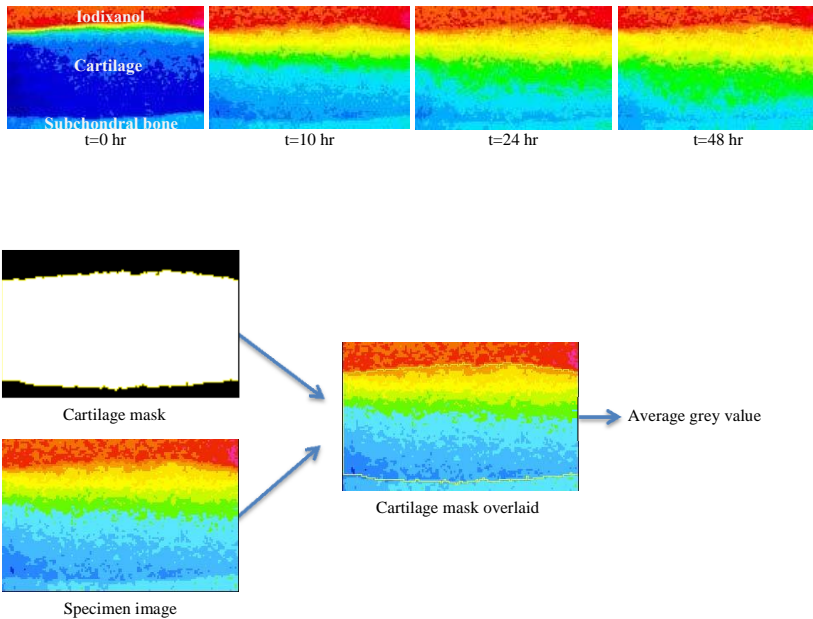 Iodixanol
Cartilage
Subchondral bone
t=0 hr
t=10 hr
t=24 hr
t=48 hr
Cartilage mask
Average grey value
Cartilage mask overlaid
Specimen image